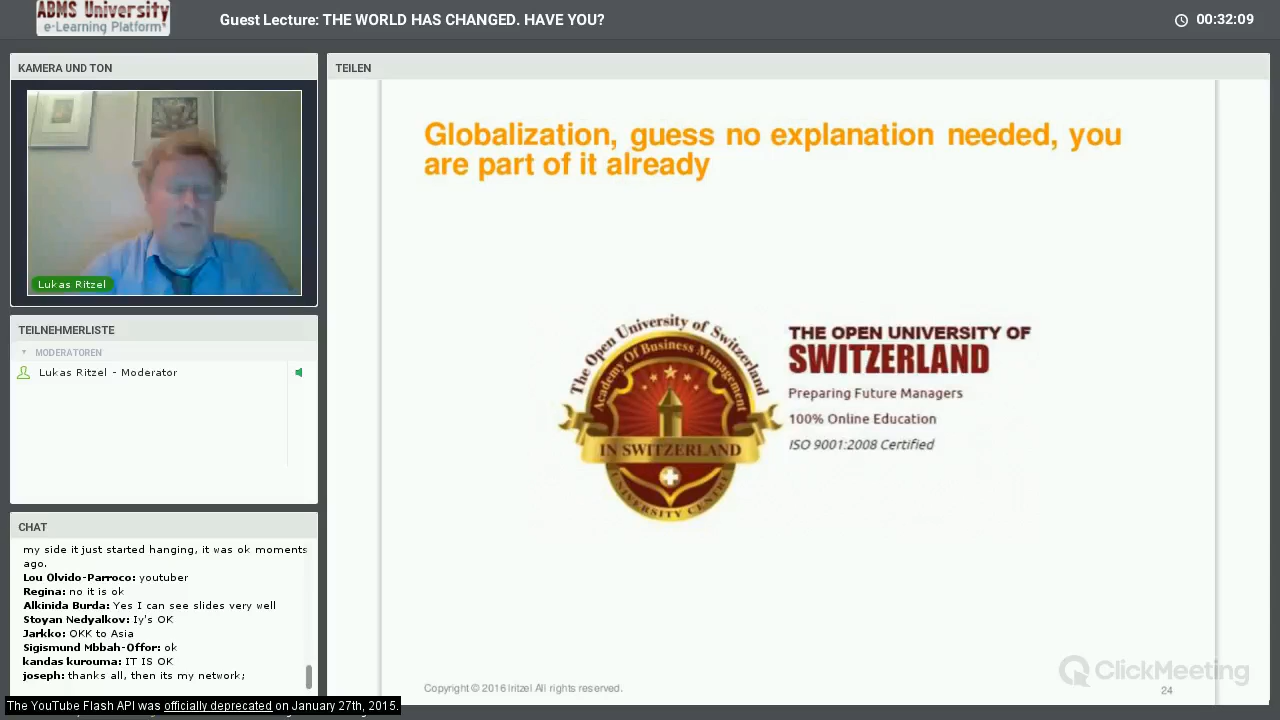 ABMS University
e-Learning Platform
Guest Lecture: THE WORLD HAS CHANGED. HAVE YOU?
00:32:09
KAMERA UND TON
Lukas Ritzel
TEILNEHMERLISTE
MODERATOREN
Lukas Ritzel - Moderator
CHAT
my side it just started hanging, it was ok moments
ago.
Lou Olvido-Parroco: youtuber
Regina: no it is ok
Alkinida Burda: Yes I can see slides very well
Stoyan Nedyalkov: Iy's OK
Jarkko: OKK to Asia
Sigismund Mbbah-Offor: ok
kandas kurouma: IT IS OK
joseph: thanks all, then its my network;
The YouTube Flash API was officially deprecated on January 27th, 2015.
TEILEN
Globalization, guess no explanation needed, you
are part of it already
The Open University of Switzerland
Academy Of Business Management
IN SWITZERLAND
UNIVERSITY CENTRE
THE OPEN UNIVERSITY OF
SWITZERLAND
Preparing Future Managers
100% Online Education
ISO 9001:2008 Certified
Copyright © 2016 lritzel All rights reserved.
ClickMeeting
24